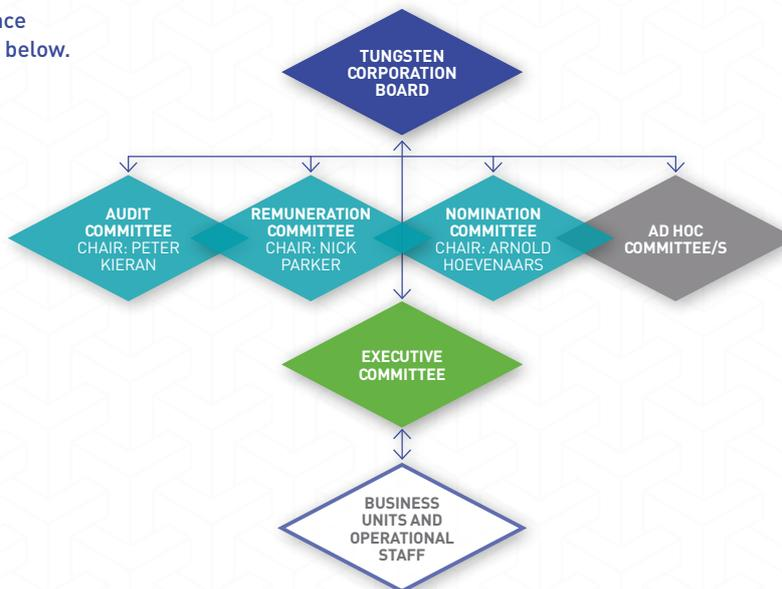 below.
TUNGSTEN
CORPORATION
BOARD
AUDIT
COMMITTEE
CHAIR: PETER
KIERAN
REMUNERATION
COMMITTEE
CHAIR: NICK
PARKER
NOMINATION
COMMITTEE
CHAIR: ARNOLD
HOEVENAARS
AD HOC
COMMITTEE/S
EXECUTIVE
COMMITTEE
BUSINESS
UNITS AND
OPERATIONAL
STAFF